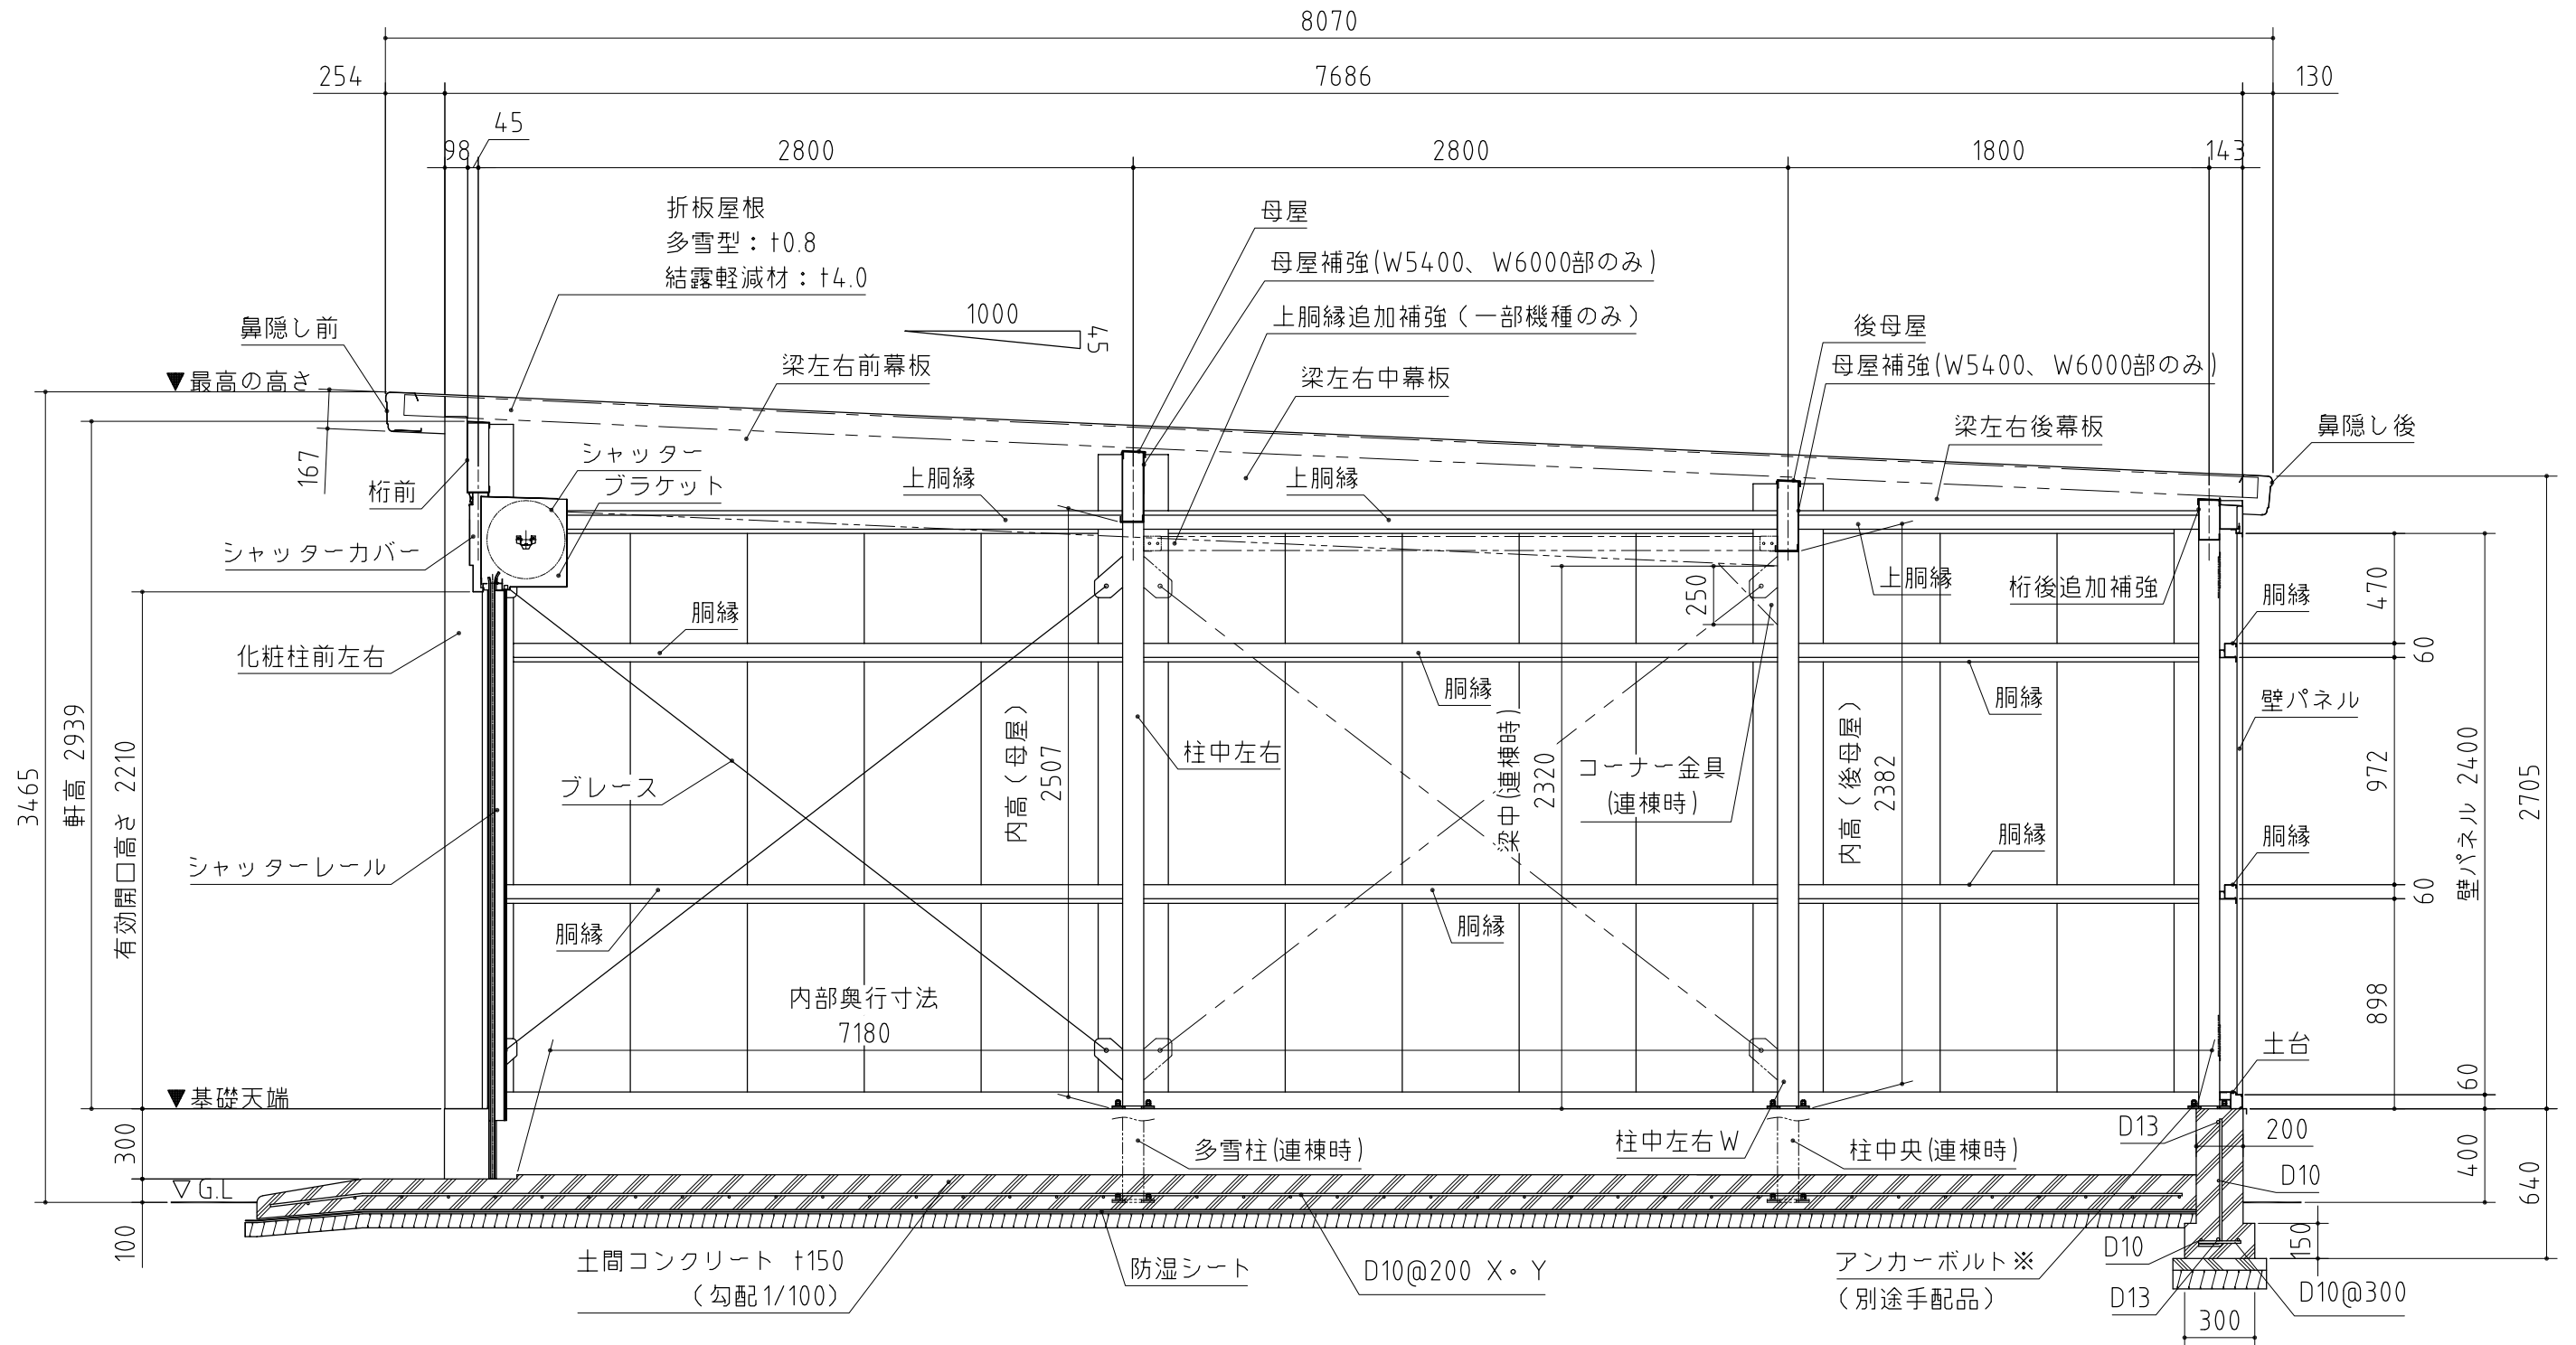 8070
254
7686
130
45
98
2800
2800
1800
143
折板屋根
多雪型：t0.8
結露軽減材：t4.0
母屋
母屋補強(W5400、W6000部のみ)
上胴縁追加補強（一部機種のみ）
1000
45
後母屋
母屋補強(W5400、W6000部のみ)
鼻隠し前
▼最高の高さ
梁左右前幕板
梁左右中幕板
梁左右後幕板
鼻隠し後
167
桁前
シャッター
ブラケット
上胴縁
上胴縁
上胴縁
シャッターカバー
桁後追加補強
胴縁
胴縁
250
470
60
化粧柱前左右
胴縁
胴縁
壁パネル
3465
軒高 2939
有効開口高さ 2210
ブレース
内高（母屋）
2507
柱中左右
梁中(連棟時)
2320
コーナー金具
(連棟時)
内高（後母屋）
2382
972
壁パネル 2400
2705
シャッターレール
胴縁
胴縁
60
胴縁
胴縁
内部奥行寸法
7180
898
土台
60
▼基礎天端
300
▽G.L
100
多雪柱(連棟時)
柱中左右W
柱中央(連棟時)
D13
200
D10
400
640
土間コンクリート t150
（勾配1/100）
防湿シート
D10@200 X・Y
アンカーボルト※
（別途手配品）
D10
D13
150
D10@300
300